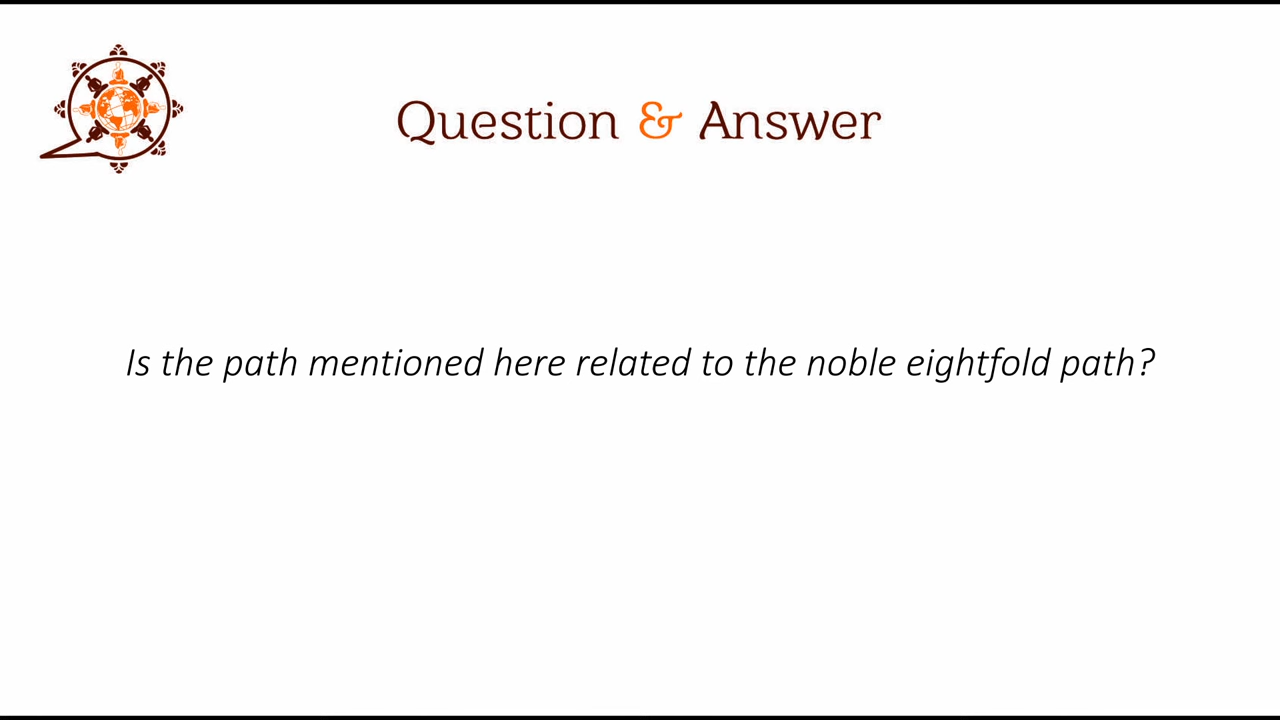 Question & Answer
Is the path mentioned here related to the noble eightfold path?